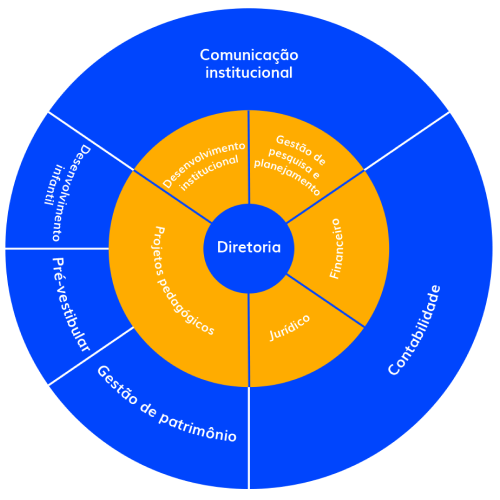 Comunicação
institucional
Desenvolvimento
institucional
Gestão de
pesquisa e
planejamento
Desenvolvimento
infantil
Diretoria
Financeiro
Projetos pedagógicos
Pré-vestibular
Jurídico
Contabilidade
Gestão de patrimônio